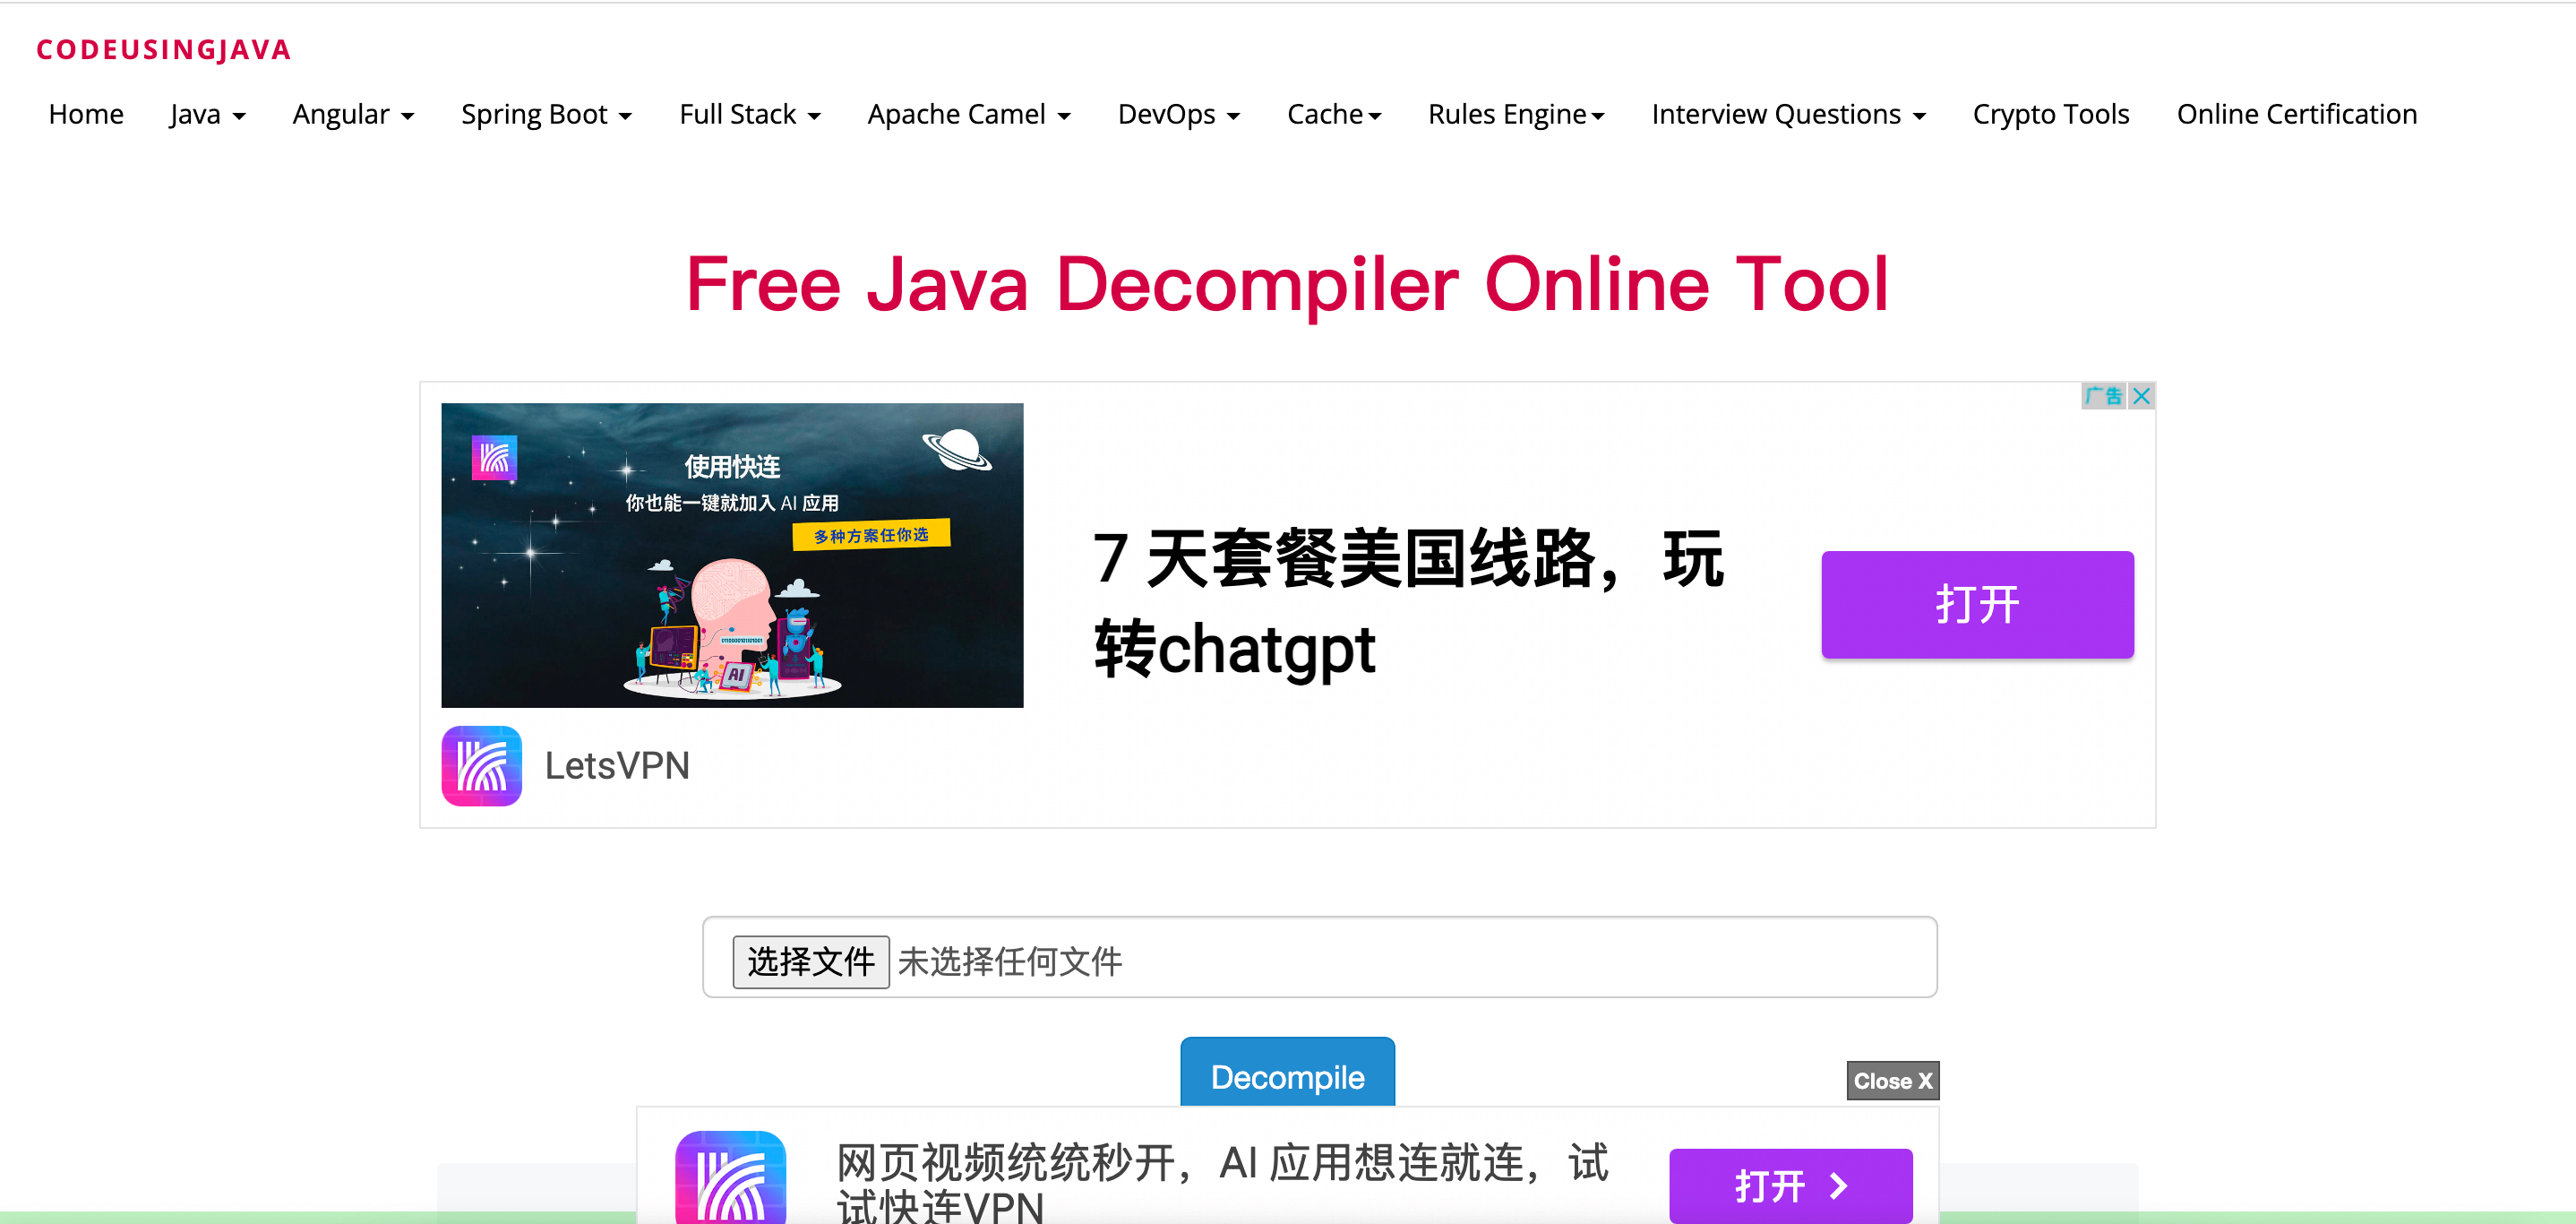 CODEUSINGJAVA
Home Java Angular Spring Boot Full Stack Apache Camel DevOps Cache Rules Engine Interview Questions Crypto Tools Online Certification
Free Java Decompiler Online Tool
广告
使用快连
你也能一键就加入 AI 应用
多种方案任你选
AI
7 天套餐美国线路，玩
转chatgpt
打开
LetsVPN
选择文件 未选择任何文件
Decompile
Close X
网页视频统统秒开，AI 应用想连就连，试
试快连VPN
打开